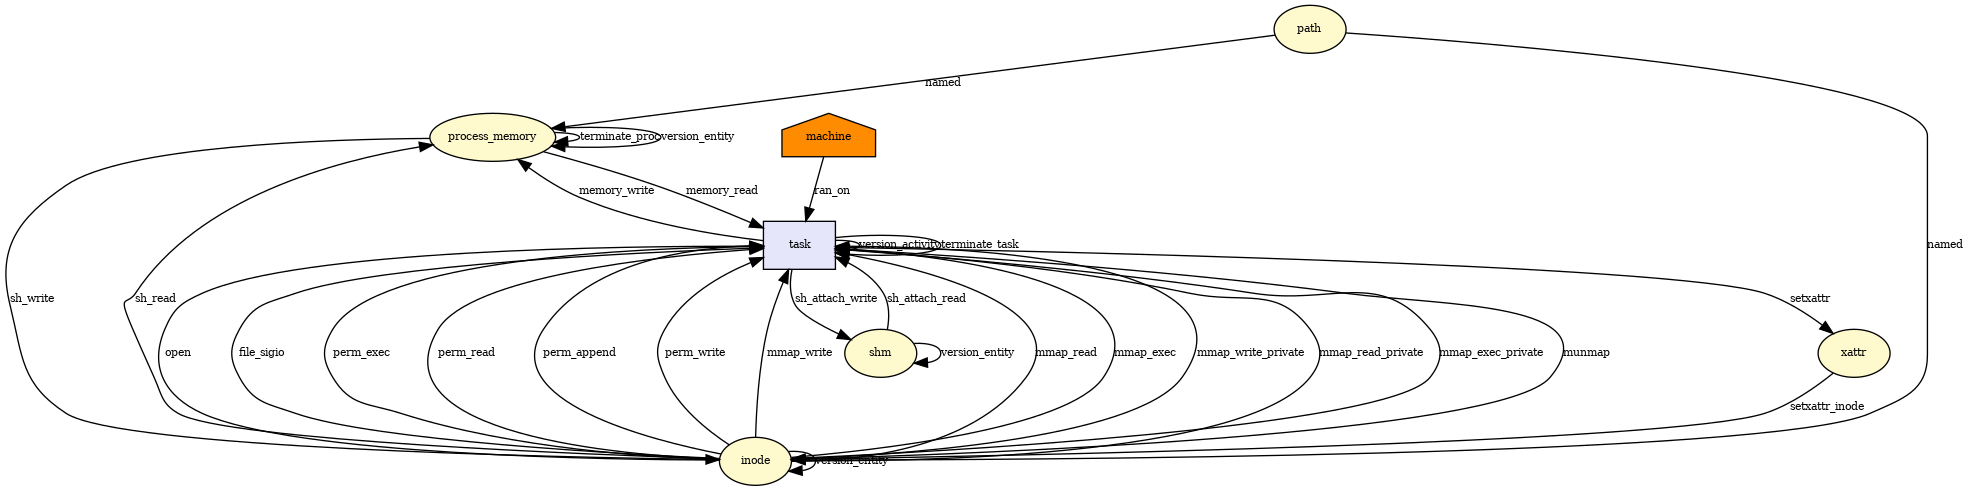 path
named
process_memory
terminate_proc
version_entity
machine
memory_write
memory_read
ran_on
task
version_activity
terminate_task
named
sh_write
sh_read
sh_attach_write
sh_attach_read
setxattr
open
file_sigio
perm_exec
perm_read
perm_append
perm_write
mmap_write
shm
version_entity
mmap_read
mmap_exec
mmap_write_private
mmap_read_private
mmap_exec_private
munmap
xattr
setxattr_inode
inode
version_entity